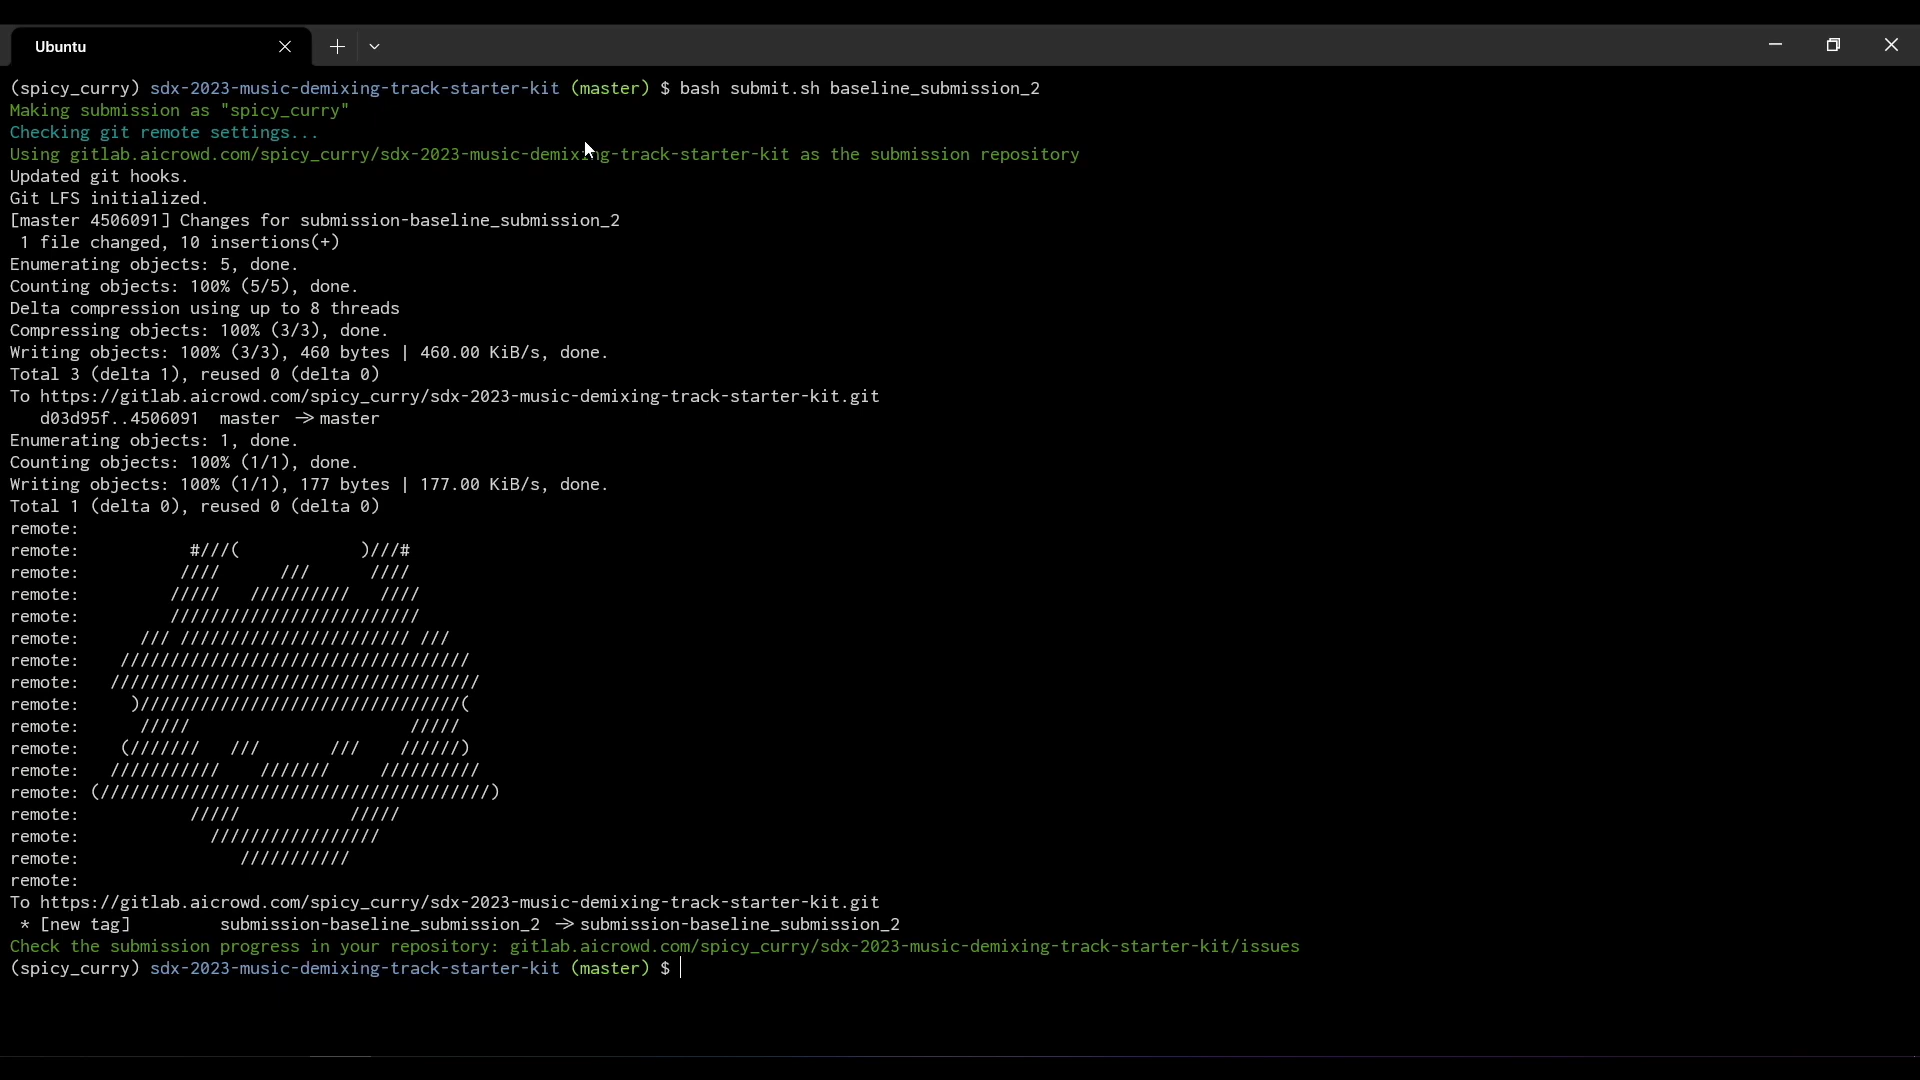 Ubuntu
(spicy_curry) sdx-2023-music-demixing-track-starter-kit (master) $ bash submit.sh baseline_submission_2
Making submission as "spicy_curry"
Checking git remote settings...
Using gitlab.aicrowd.com/spicy_curry/sdx-2023-music-demixing-track-starter-kit as the submission repository
Updated git hooks.
Git LFS initialized.
[master 4506091] Changes for submission-baseline_submission_2
 1 file changed, 10 insertions(+)
Enumerating objects: 5, done.
Counting objects: 100% (5/5), done.
Delta compression using up to 8 threads
Compressing objects: 100% (3/3), done.
Writing objects: 100% (3/3), 460 bytes | 460.00 KiB/s, done.
Total 3 (delta 1), reused 0 (delta 0)
To https://gitlab.aicrowd.com/spicy_curry/sdx-2023-music-demixing-track-starter-kit.git
   d03d95f..4506091  master -> master
Enumerating objects: 1, done.
Counting objects: 100% (1/1), done.
Writing objects: 100% (1/1), 177 bytes | 177.00 KiB/s, done.
Total 1 (delta 0), reused 0 (delta 0)
remote:
remote:           #///(            )///#
remote:          ////      ///      ////
remote:         /////   //////////   ////
remote:         /////////////////////////
remote:      /// /////////////////////// ///
remote:    ///////////////////////////////////
remote:   /////////////////////////////////////
remote:     )////////////////////////////////(
remote:      /////                      /////
remote:    (///////   ///       ///    //////)
remote:   ///////////    ///////     //////////
remote: (///////////////////////////////////////)
remote:           /////           /////
remote:             /////////////////
remote:                ///////////
remote:
To https://gitlab.aicrowd.com/spicy_curry/sdx-2023-music-demixing-track-starter-kit.git
 * [new tag]         submission-baseline_submission_2 -> submission-baseline_submission_2
Check the submission progress in your repository: gitlab.aicrowd.com/spicy_curry/sdx-2023-music-demixing-track-starter-kit/issues
(spicy_curry) sdx-2023-music-demixing-track-starter-kit (master) $